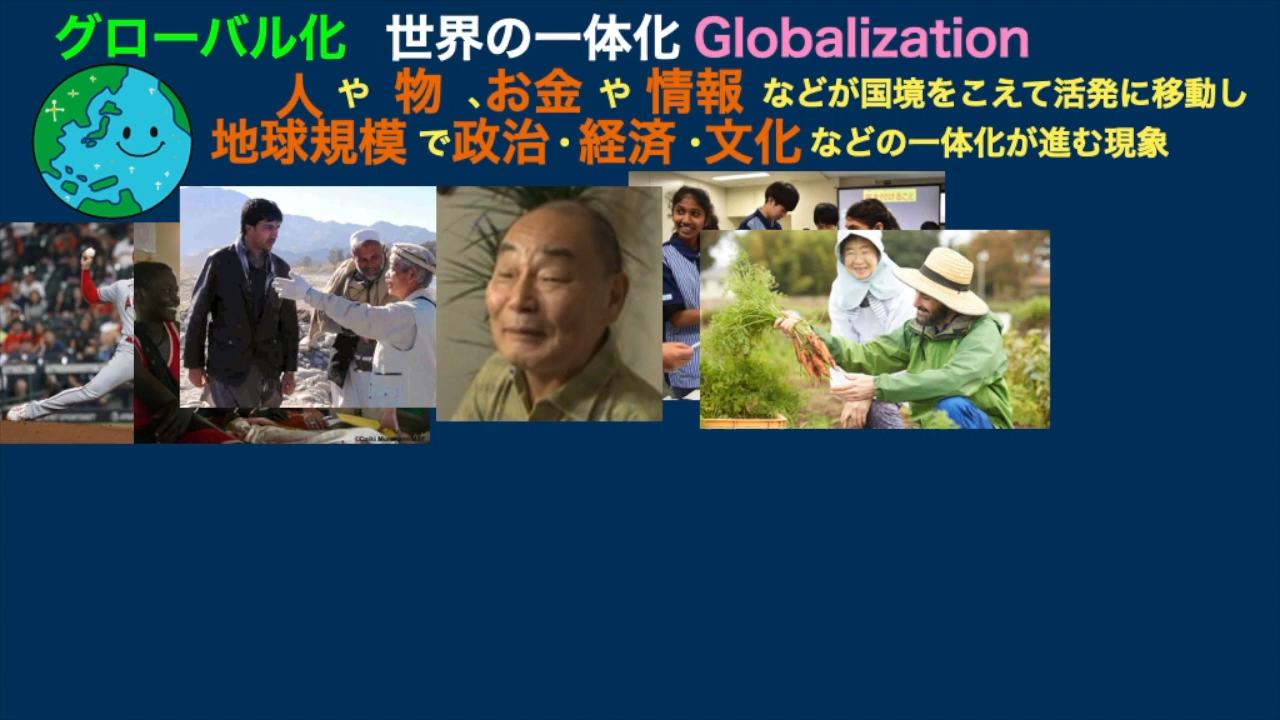 グローバル化 世界の一体化 Globalization
人や物、お金や情報などが国境をこえて活発に移動し
地球規模で政治・経済・文化などの一体化が進む現象